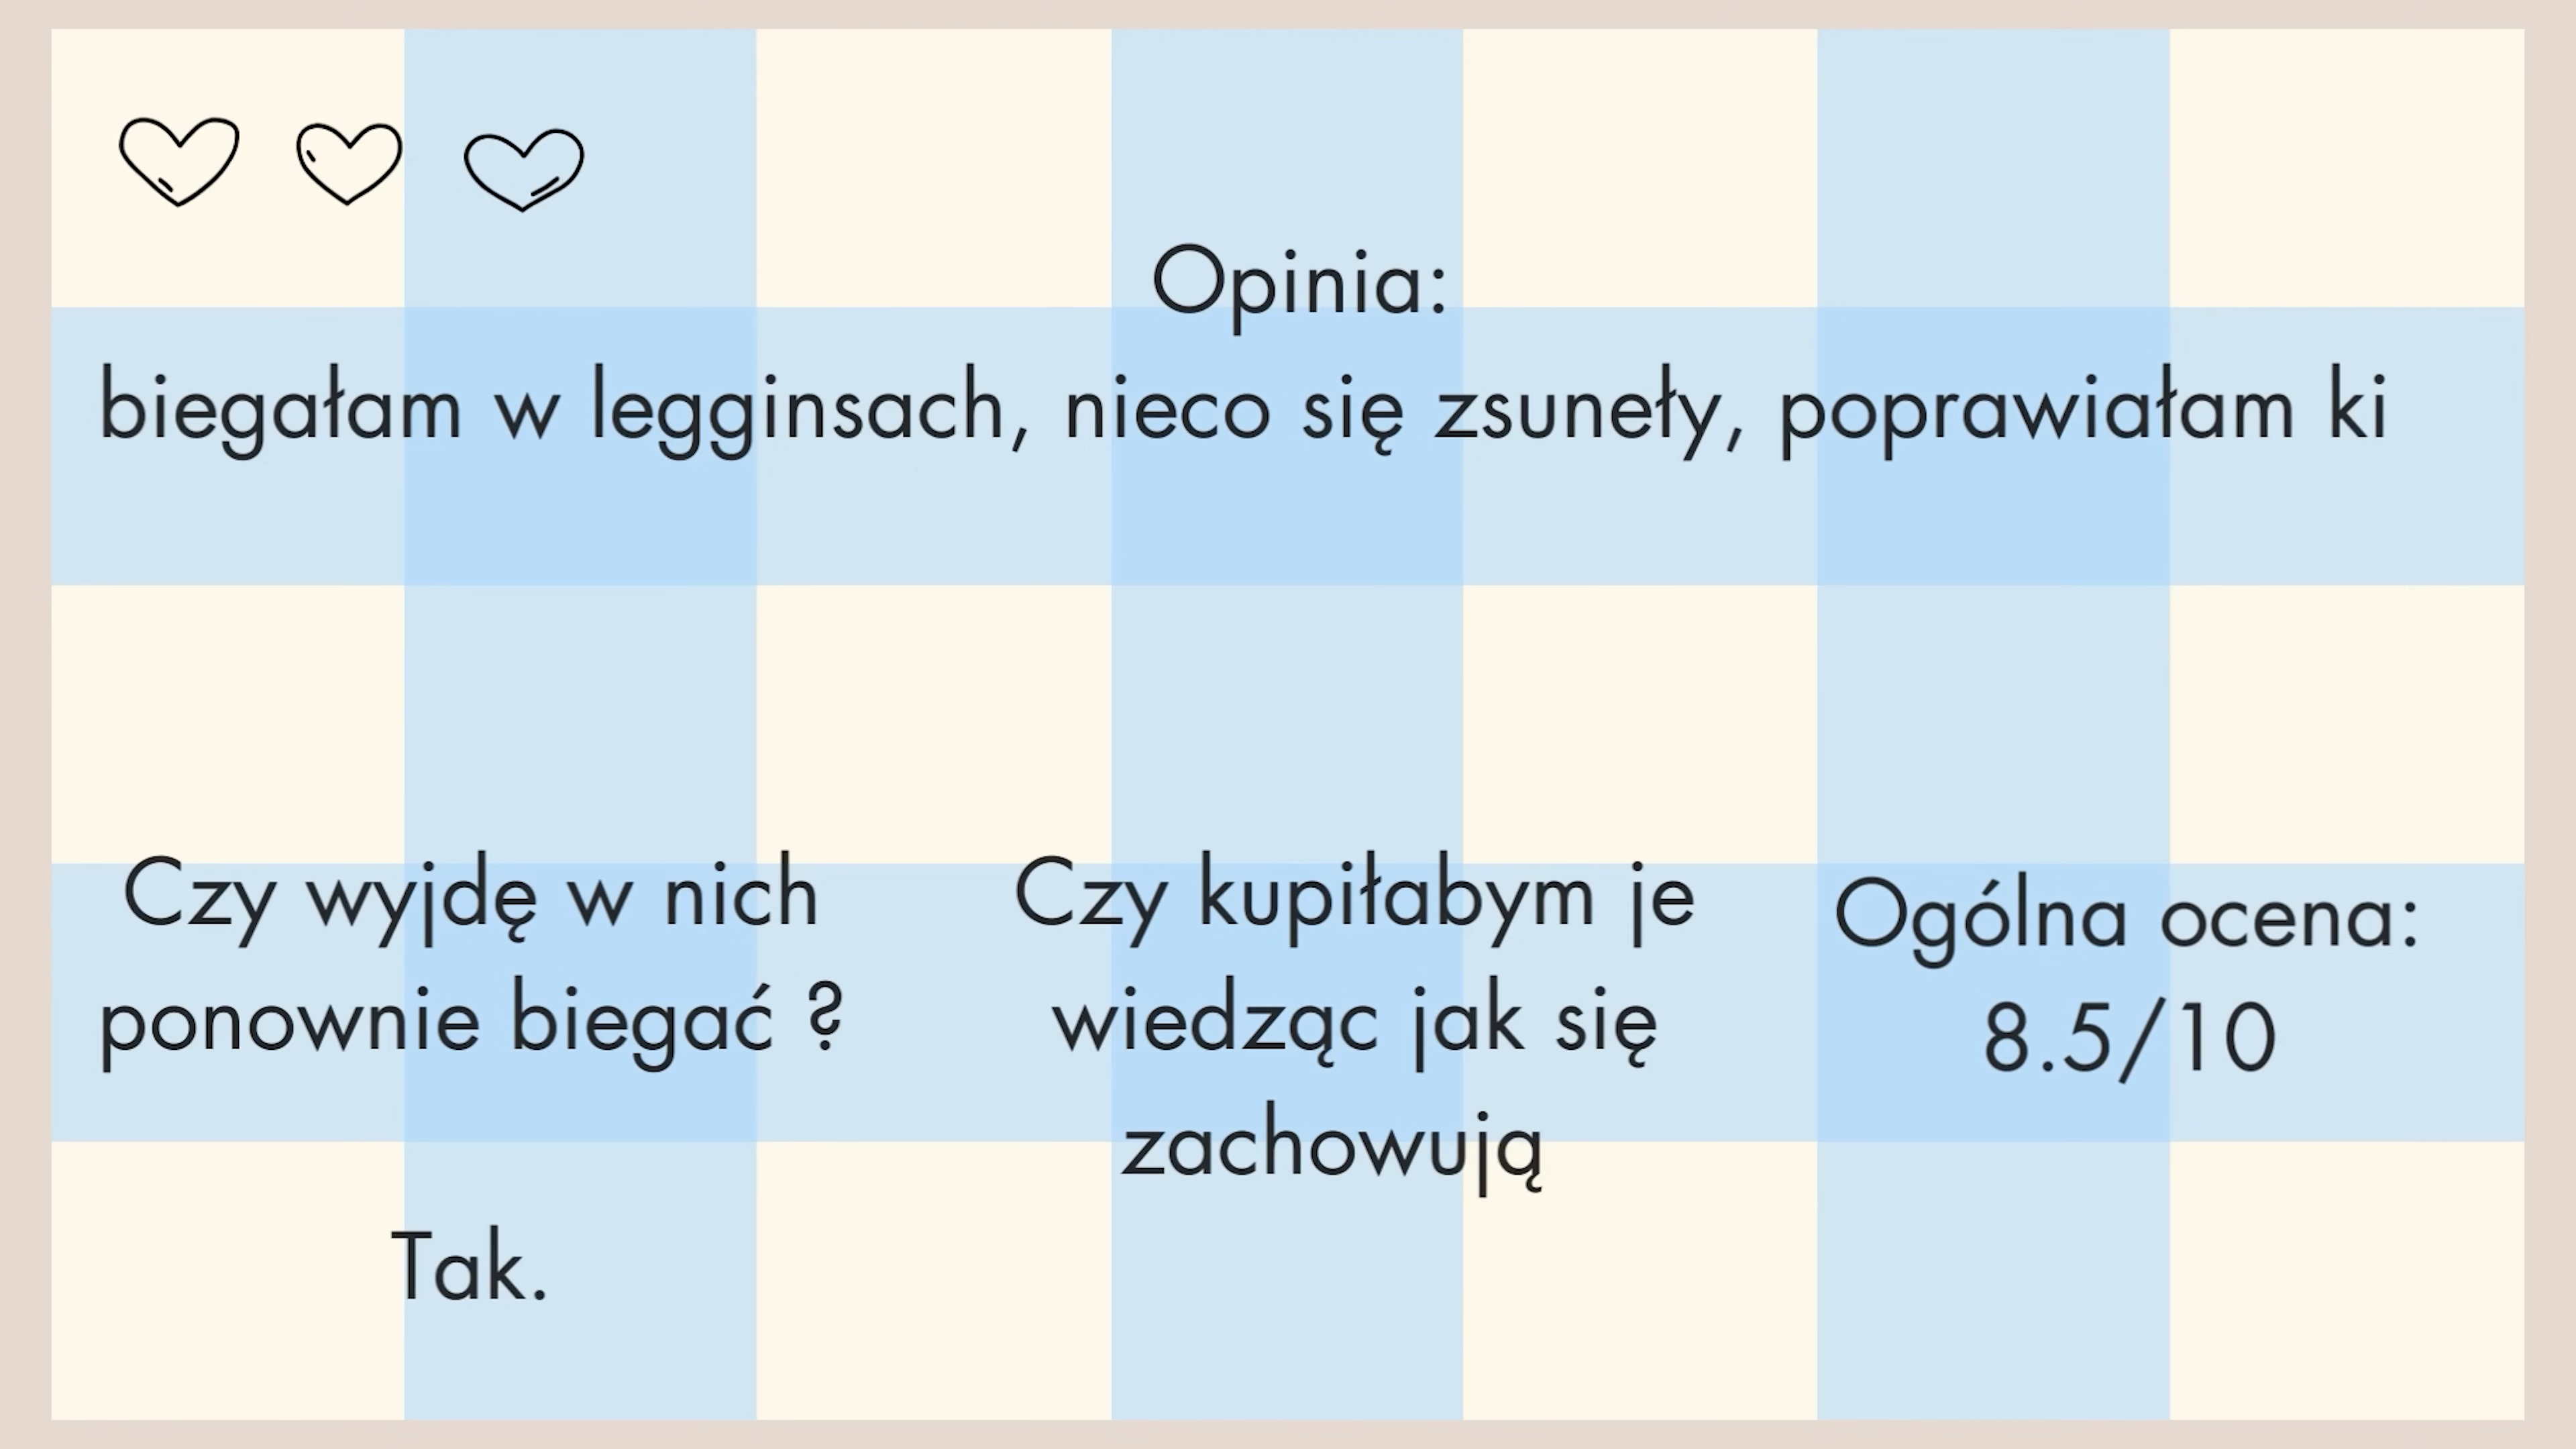 Opinia:
biegałam w legginsach, nieco się zsuneły, poprawiałam ki
Czy wyjdę w nich
ponownie biegać ?
Tak.
Czy kupiłabym je
wiedząc jak się
zachowują
Ogólna ocena:
8.5/10